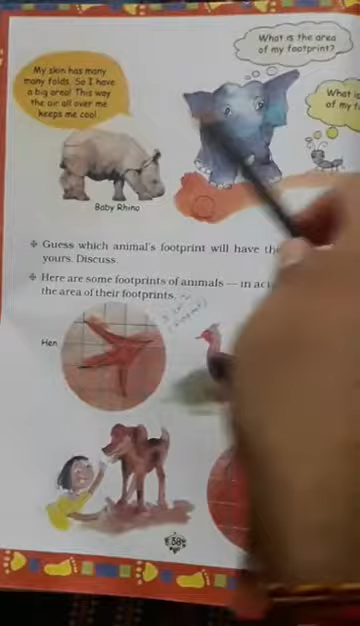 What is the area
of my footprint?
My skin has many
many folds. So I have
a big area! This way
the air all over me
keeps me cool.
What is
of my
Baby Rhino
Guess which animal's footprint will have the
yours. Discuss.
Here are some footprints of animals — in
the area of their footprints.
Hen
38